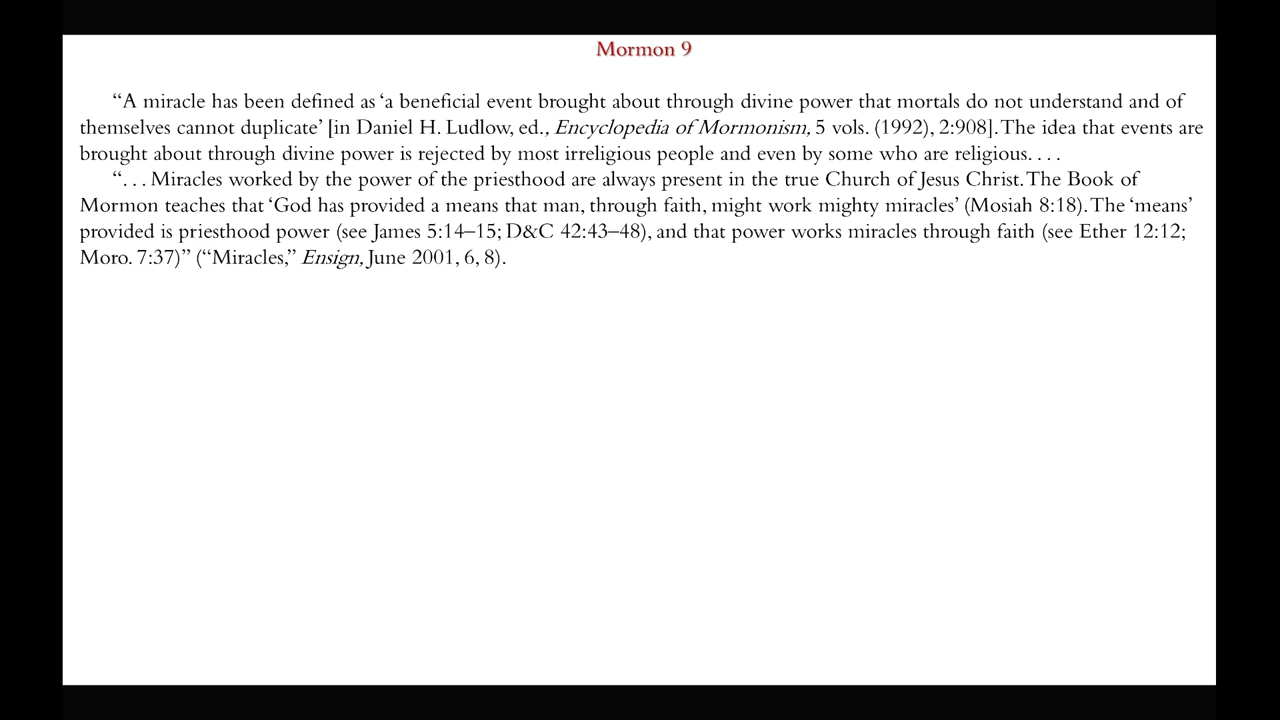 Mormon 9
“A miracle has been defined as ‘a beneficial event brought about through divine power that mortals do not understand and of
themselves cannot duplicate’ [in Daniel H. Ludlow, ed., Encyclopedia of Mormonism, 5 vols. (1992), 2:908]. The idea that events are
brought about through divine power is rejected by most irreligious people and even by some who are religious. . . .
“. . . Miracles worked by the power of the priesthood are always present in the true Church of Jesus Christ. The Book of
Mormon teaches that ‘God has provided a means that man, through faith, might work mighty miracles’ (Mosiah 8:18). The ‘means’
provided is priesthood power (see James 5:14–15; D&C 42:43–48), and that power works miracles through faith (see Ether 12:12;
Moro. 7:37)” (“Miracles,” Ensign, June 2001, 6, 8).